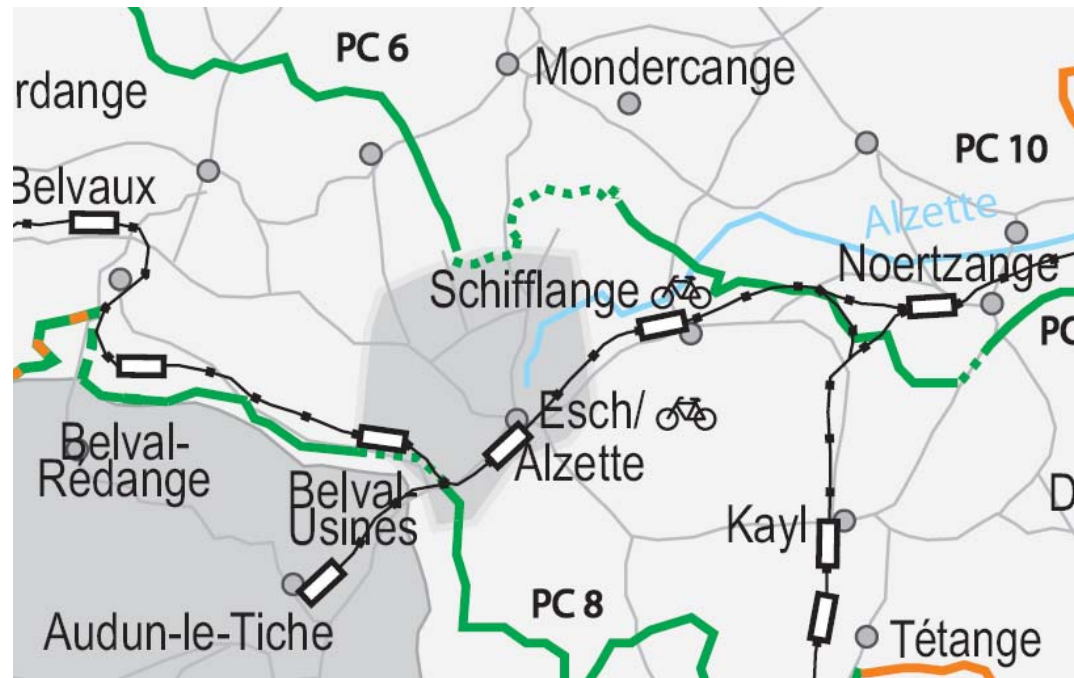 PC 6
Mondercange
rdange
PC 10
Belvaux
Alzette
Noertzange
Schifflange
PC
Esch/
Alzette
Belval-
Rédange
Belval-
Usines
Kayl
D
PC 8
Audun-le-Tiche
Tétange